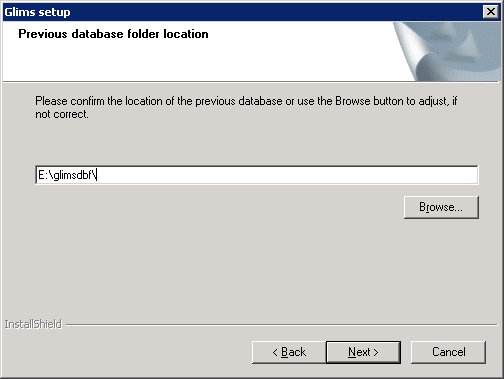 Glims setup
Previous database folder location
Please confirm the location of the previous database or use the Browse button to adjust, if
not correct.
E:\glimsdbf\
Browse...
InstallShield
< Back
Next >
Cancel